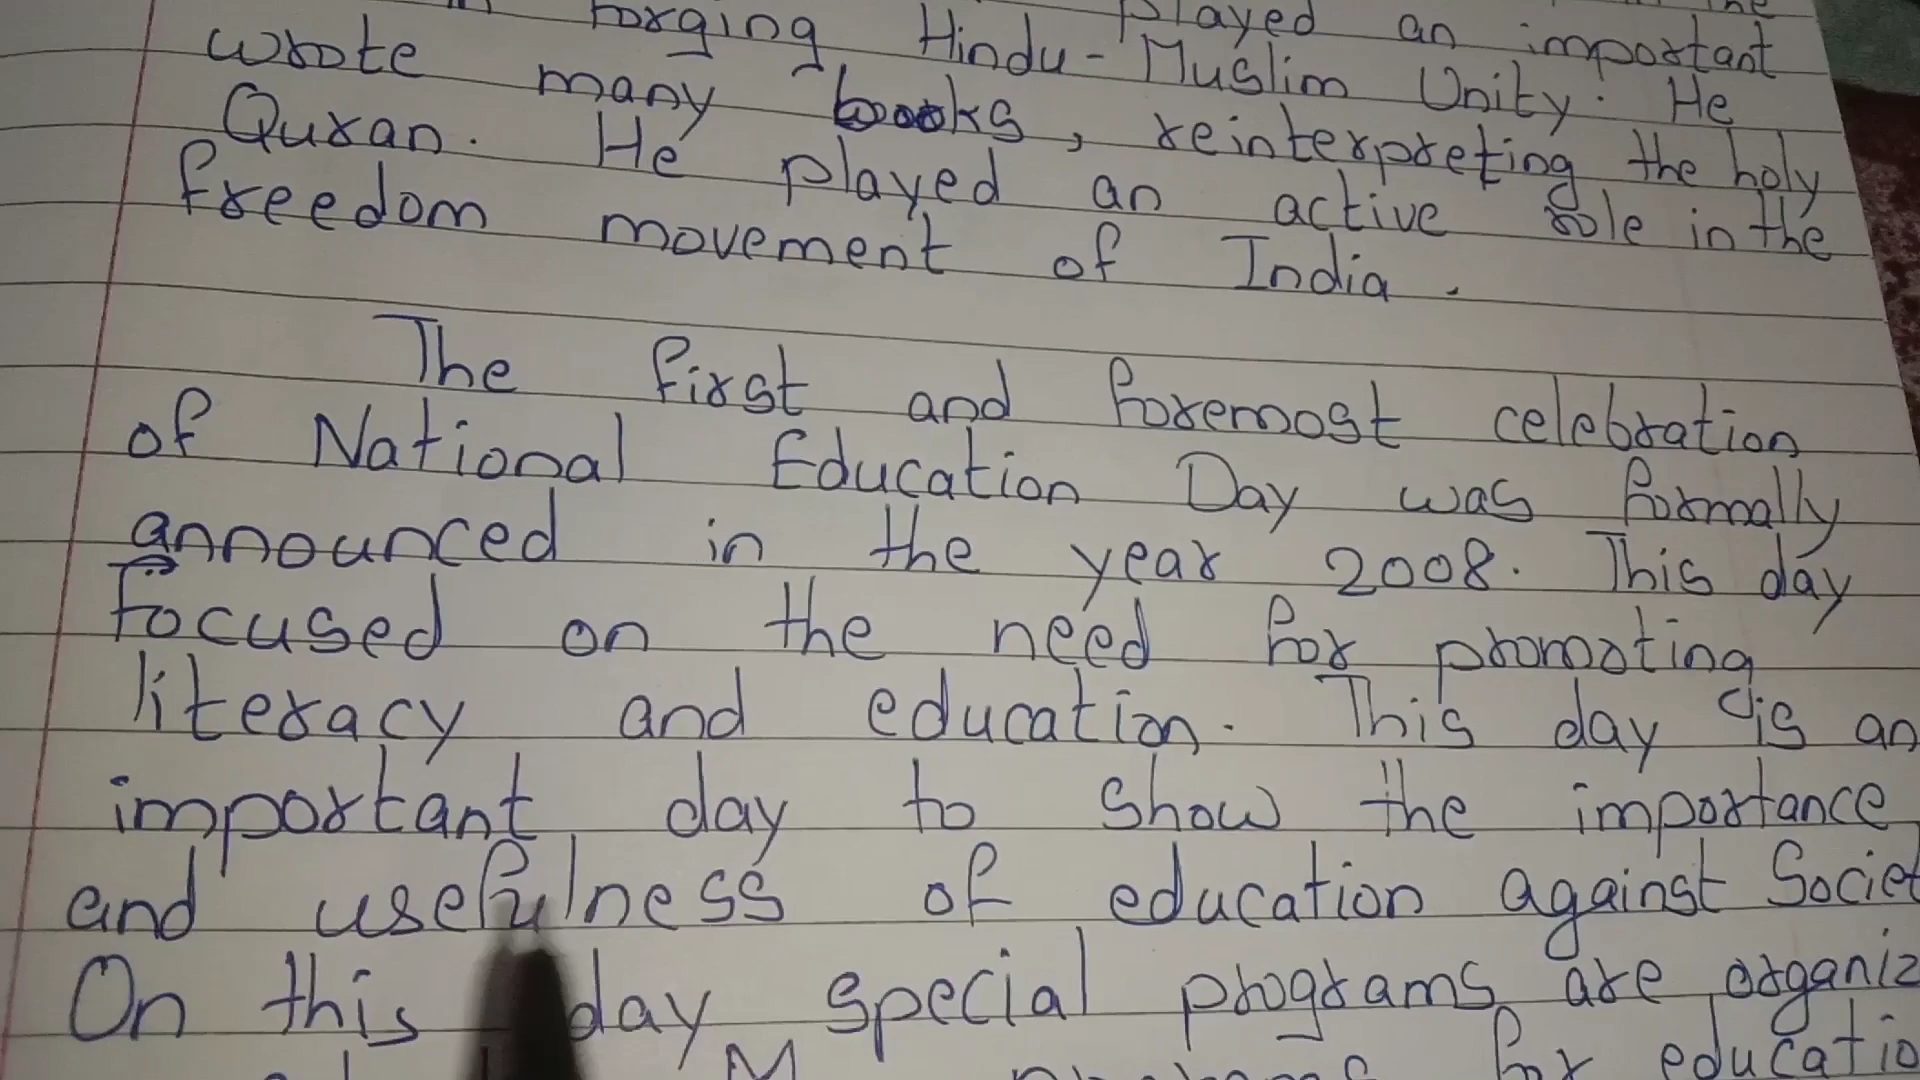 forging Hindu-Muslim Unity. He
played an important
wrote many books, reinterpreting the holy
Quran. He played an active role in the
freedom movement of India.
The first and foremost celebration
of National Education Day was formally
announced in the year 2008. This day
focused on the need for promoting
literacy and education. This day is an
important day to show the importance
and usefulness of education against Societ
On this day special programs are organiz
for educatio